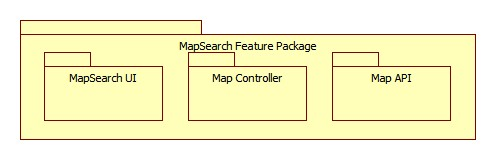 MapSearch Feature Package
MapSearch UI
Map Controller
Map API